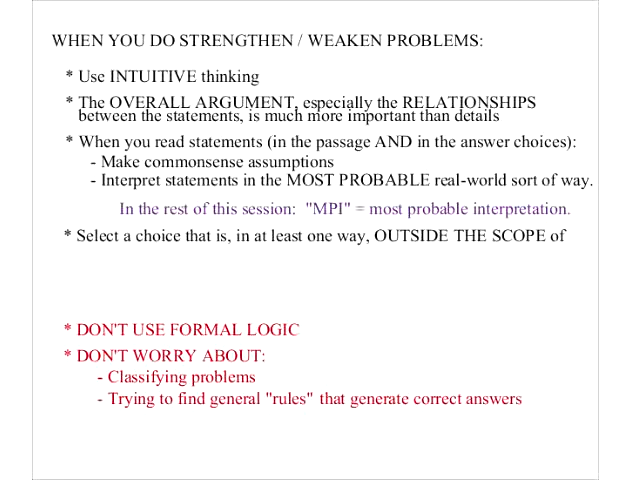 WHEN YOU DO STRENGTHEN / WEAKEN PROBLEMS:
* Use INTUITIVE thinking
* The OVERALL ARGUMENT, especially the RELATIONSHIPS
between the statements, is much more important than details
* When you read statements (in the passage AND in the answer choices):
- Make commonsense assumptions
- Interpret statements in the MOST PROBABLE real-world sort of way.
In the rest of this session: "MPI" = most probable interpretation.
* Select a choice that is, in at least one way, OUTSIDE THE SCOPE of
* DON'T USE FORMAL LOGIC
* DON'T WORRY ABOUT:
- Classifying problems
- Trying to find general "rules" that generate correct answers